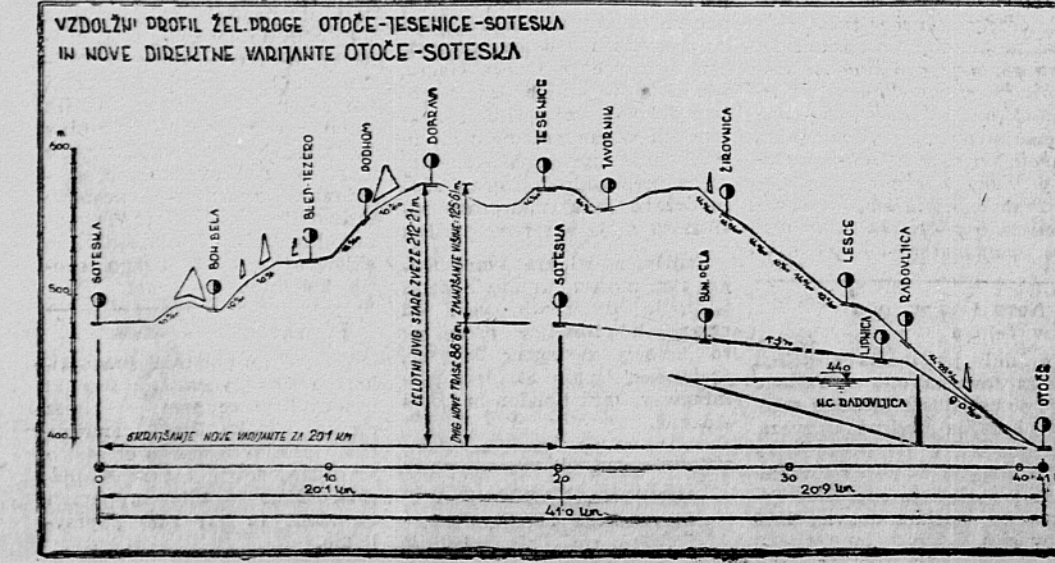 VZDOLŽNI PROFIL ŽEL. PROGE OTOČE-JESENICE-SOTESKA
IN NOVE DIREKTNE VARIJANTE OTOČE-SOTESKA
m
600
500
400
SOTESKA
BOH. BELA
BLED-JEZERO
PODHOM
DOBRAVA
JESENICE
JAVORNIK
ŽIROVNICA
LESCE
RADOVLJICA
SOTESKA
BOH. BELA
LIPNICA
OTOČE
CELOTNI DVIG STARE ZVEZE 212·21 m.
DVIG NOVE TRASE 86·6 m. ZMANJŠANJE VIŠINE 125·61 m.
440
H.C. RADOVLJICA
SKRAJŠANJE NOVE VARIJANTE ZA 20·1 KM
0
10
20
30
40
41
20·1 km
20·9 km
41·0 km